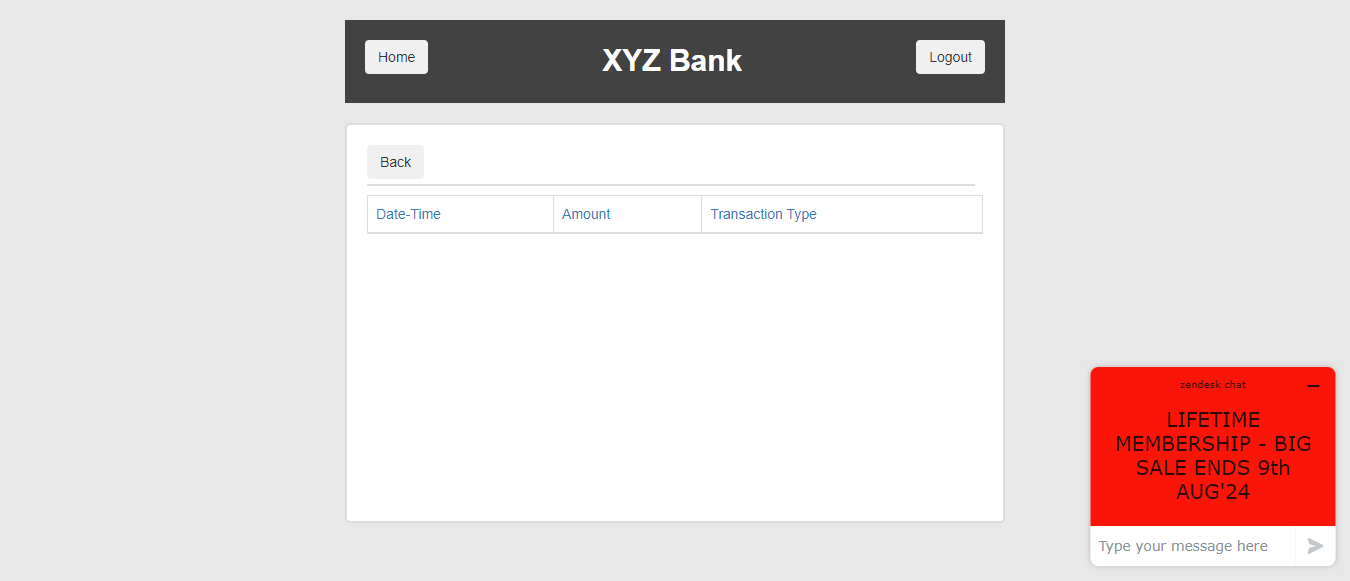 Home
XYZ Bank
Logout
Back
Date-Time
Amount
Transaction Type
zendesk chat
LIFETIME
MEMBERSHIP - BIG
SALE ENDS 9th
AUG'24
Type your message here